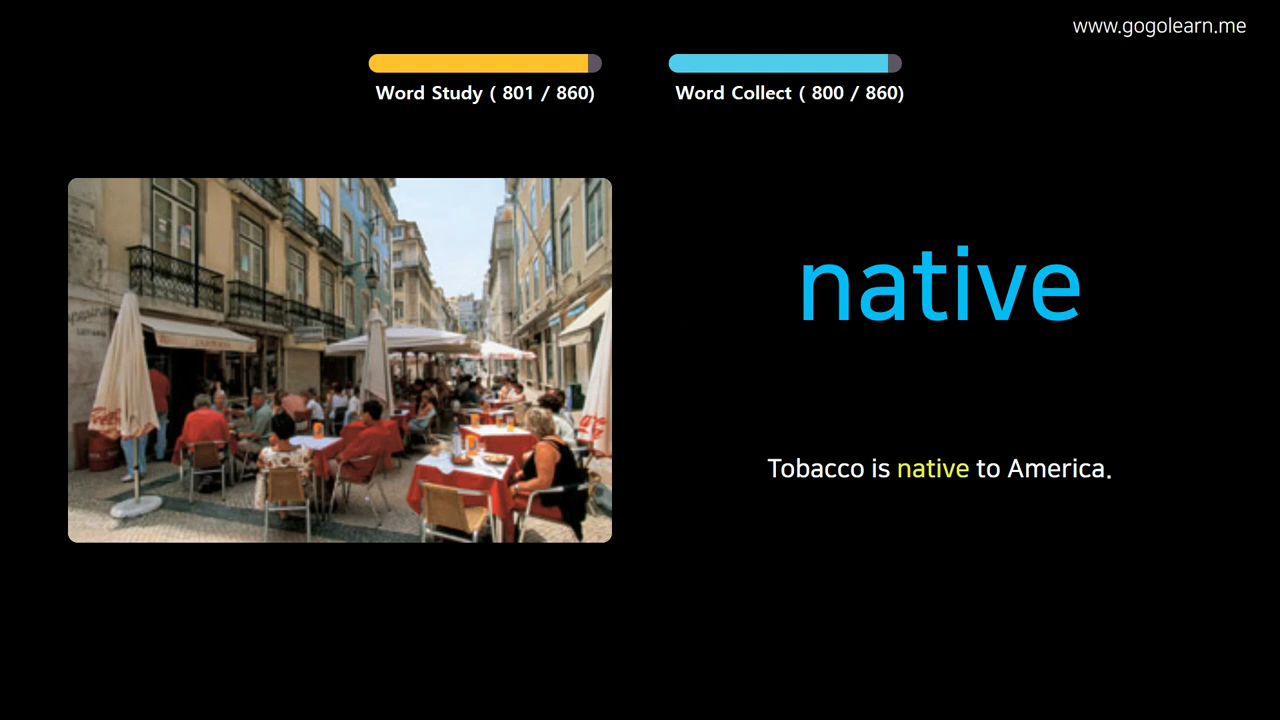 www.gogolearn.me
Word Study ( 801 / 860)
Word Collect ( 800 / 860)
native
Tobacco is native to America.